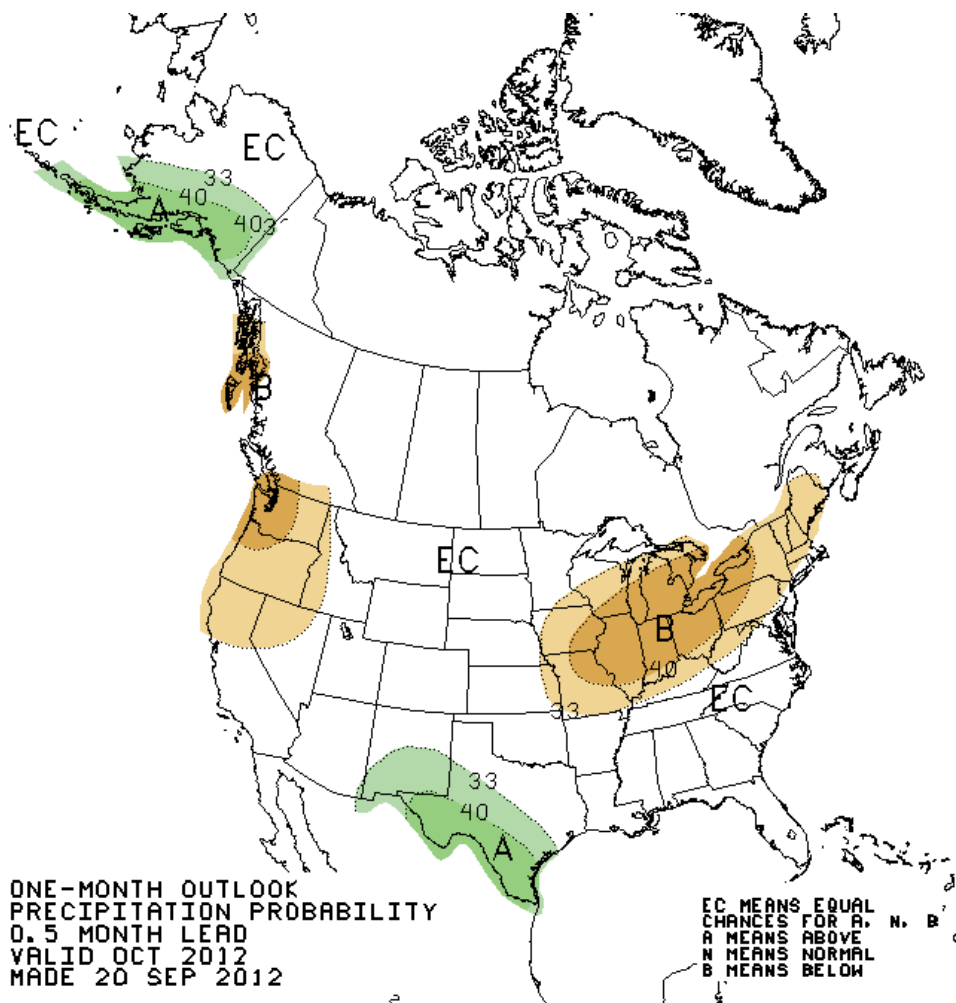 EC
EC
33
40
A
403
B
EC
B
40
33
EC
33
40
A
ONE-MONTH OUTLOOK
PRECIPITATION PROBABILITY
0.5 MONTH LEAD
VALID OCT 2012
MADE 20 SEP 2012
EC MEANS EQUAL
CHANCES FOR A, N, B
A MEANS ABOVE
N MEANS NORMAL
B MEANS BELOW